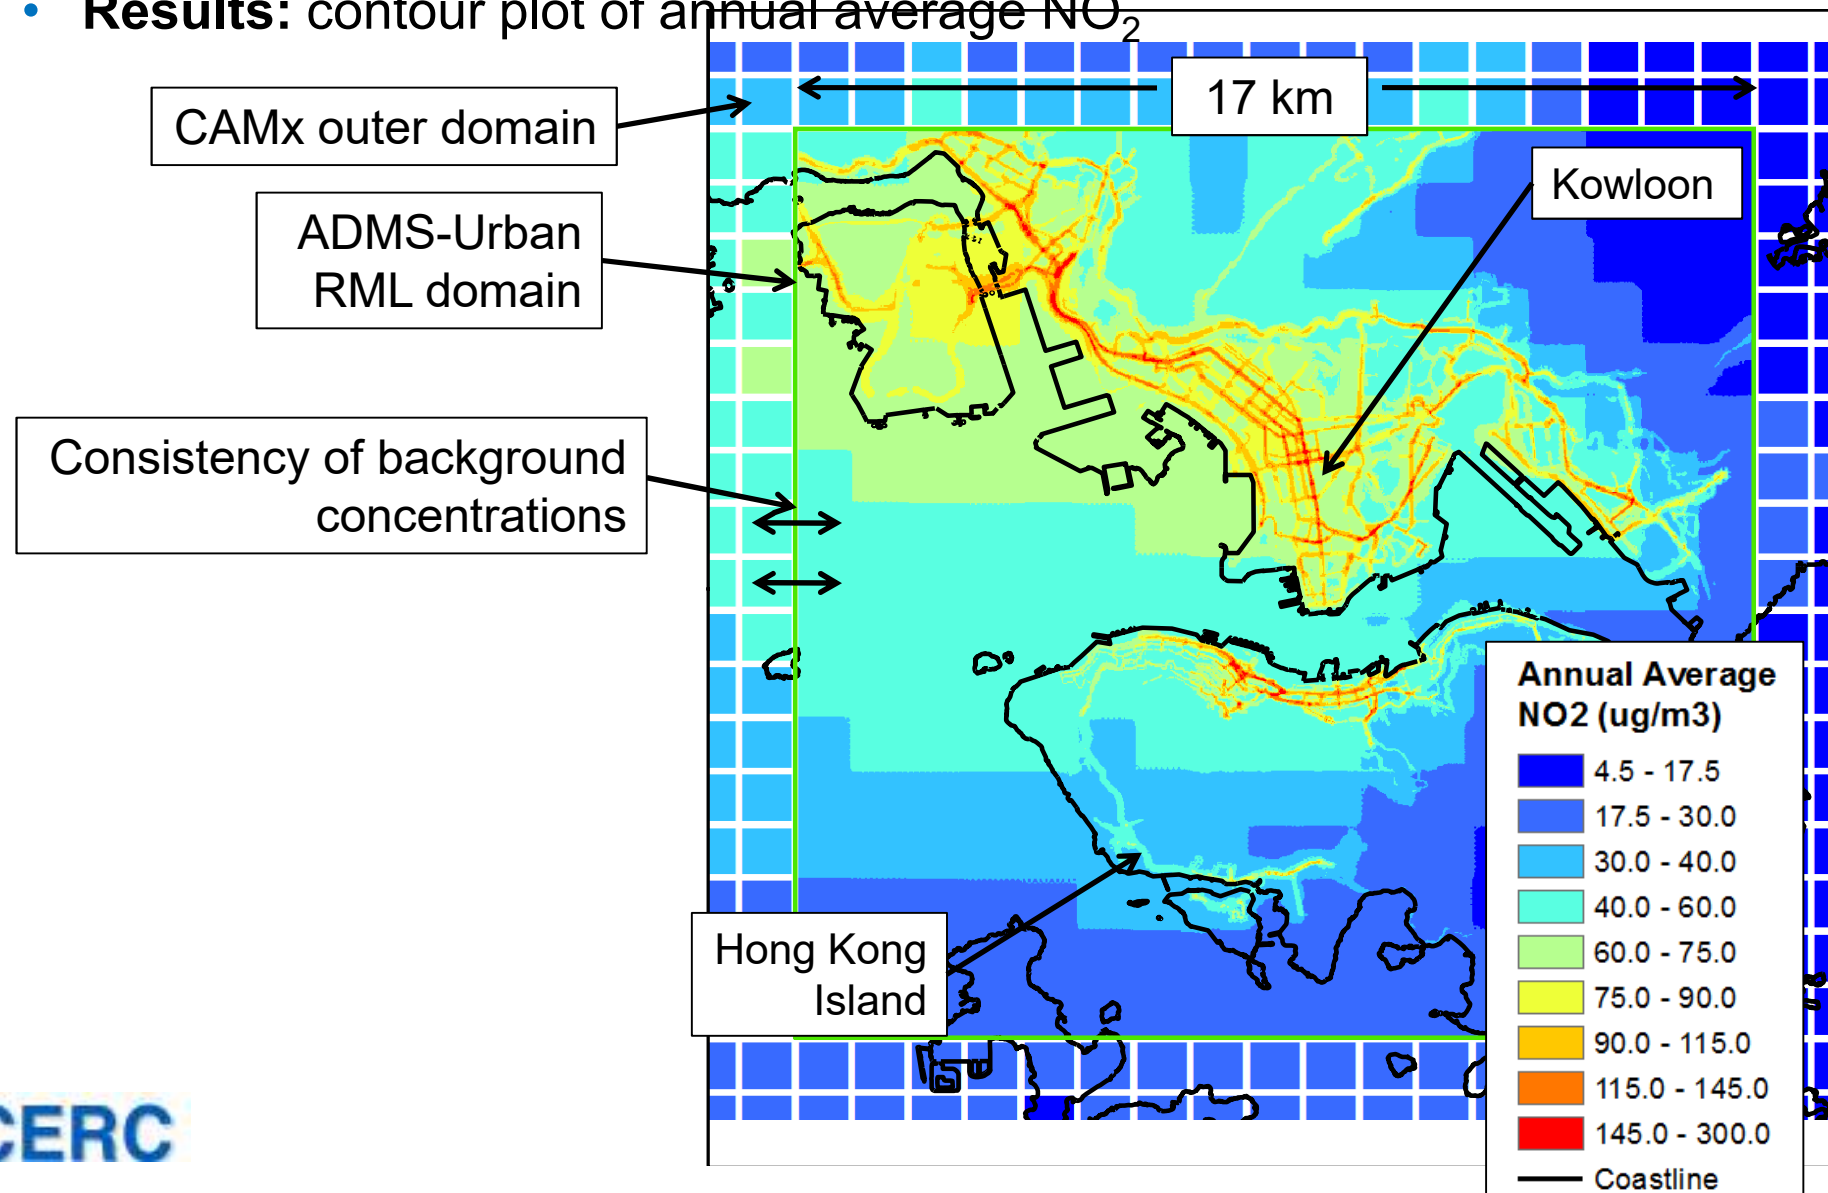 • Results: contour plot of annual average NO₂
CAMx outer domain
17 km
Kowloon
ADMS-Urban
RML domain
Consistency of background
concentrations
Hong Kong
Island
Annual Average
NO2 (ug/m3)
4.5 - 17.5
17.5 - 30.0
30.0 - 40.0
40.0 - 60.0
60.0 - 75.0
75.0 - 90.0
90.0 - 115.0
115.0 - 145.0
145.0 - 300.0
Coastline
CERC